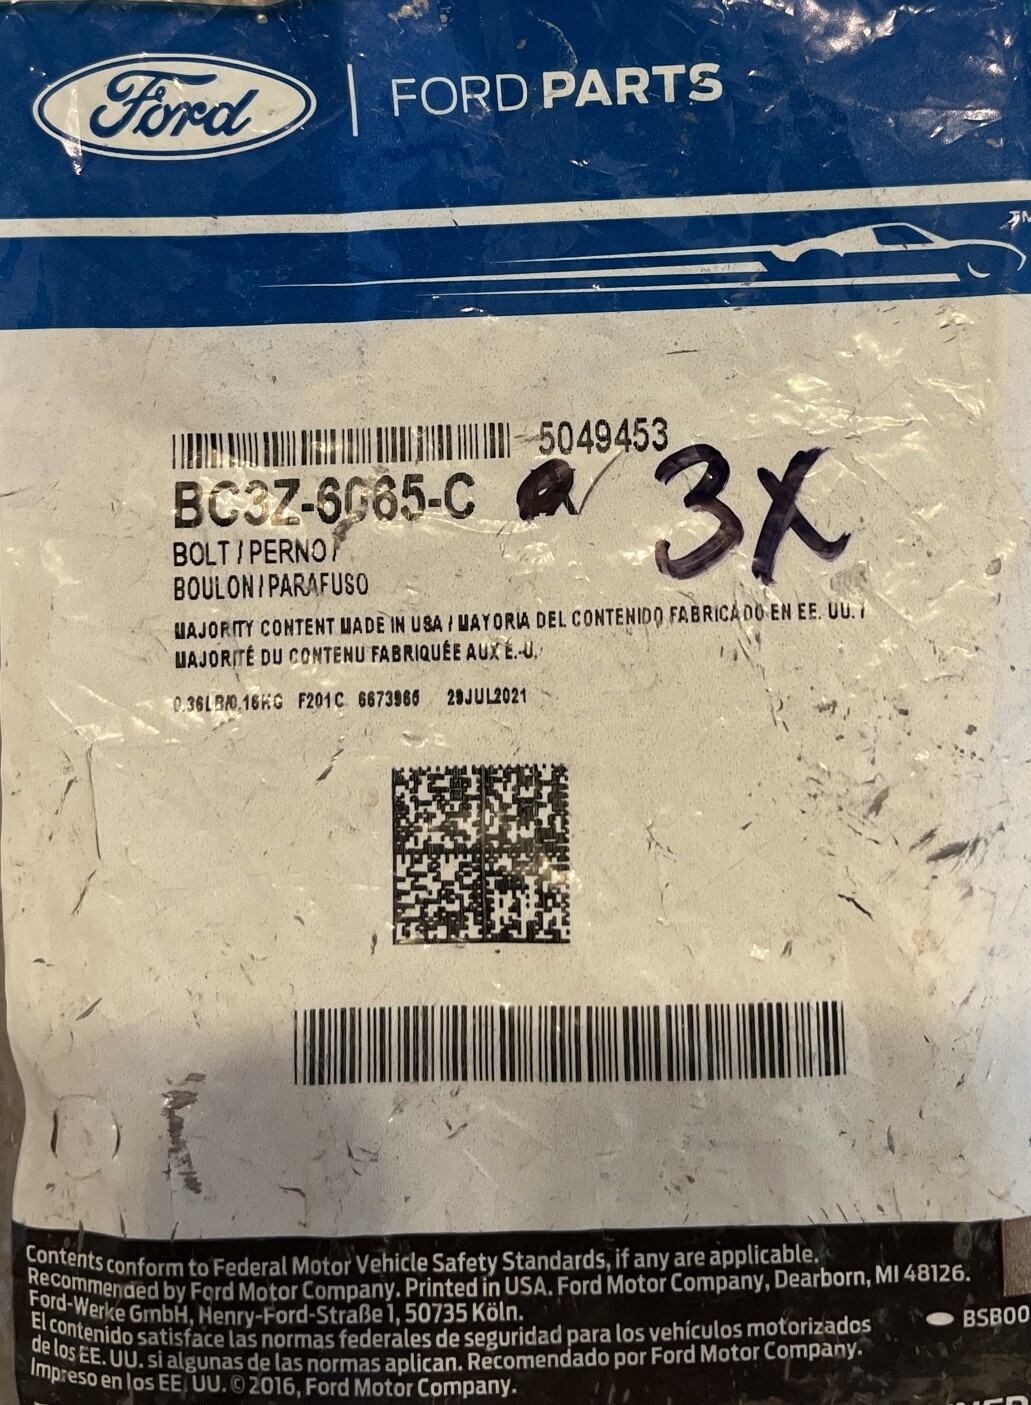 Ford | FORD PARTS
TM
5049453
BC3Z-6065-C 3X
BOLT / PERNO /
BOULON / PARAFUSO
MAJORITY CONTENT MADE IN USA / MAYORIA DEL CONTENIDO FABRICADO EN EE. UU. /
MAJORITÉ DU CONTENU FABRIQUÉE AUX É.-U.
0.36LB/0.16KG F201C 6673965 29JUL2021
Contents conform to Federal Motor Vehicle Safety Standards, if any are applicable.
Recommended by Ford Motor Company. Printed in USA. Ford Motor Company, Dearborn, MI 48126.
Ford-Werke GmbH, Henry-Ford-Straße 1, 50735 Köln.
El contenido satisface las normas federales de seguridad para los vehículos motorizados
de los EE. UU. si algunas de las normas aplican. Recomendado por Ford Motor Company.
Impreso en los EE. UU. © 2016, Ford Motor Company.
BSB00